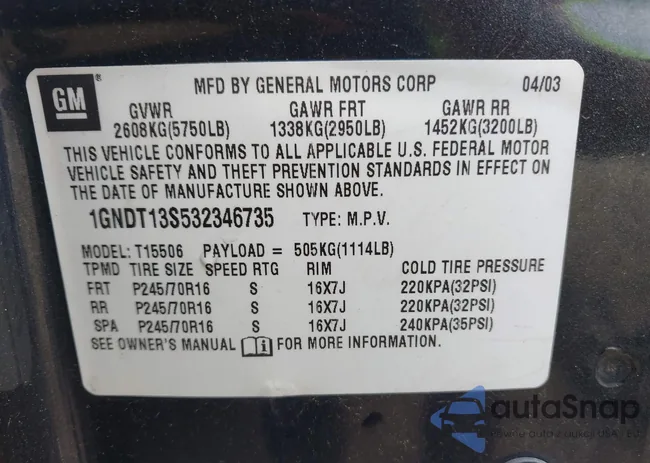 GM ®
MFD BY GENERAL MOTORS CORP 04/03
GVWR GAWR FRT GAWR RR
2608KG(5750LB) 1338KG(2950LB) 1452KG(3200LB)
THIS VEHICLE CONFORMS TO ALL APPLICABLE U.S. FEDERAL MOTOR
VEHICLE SAFETY AND THEFT PREVENTION STANDARDS IN EFFECT ON
THE DATE OF MANUFACTURE SHOWN ABOVE.
1GNDT13S532346735 TYPE: M.P.V.
MODEL: T15506 PAYLOAD = 505KG(1114LB)
TPMD TIRE SIZE SPEED RTG RIM COLD TIRE PRESSURE
FRT P245/70R16 S 16X7J 220KPA(32PSI)
RR P245/70R16 S 16X7J 220KPA(32PSI)
SPA P245/70R16 S 16X7J 240KPA(35PSI)
SEE OWNER'S MANUAL i FOR MORE INFORMATION.
autoSnap